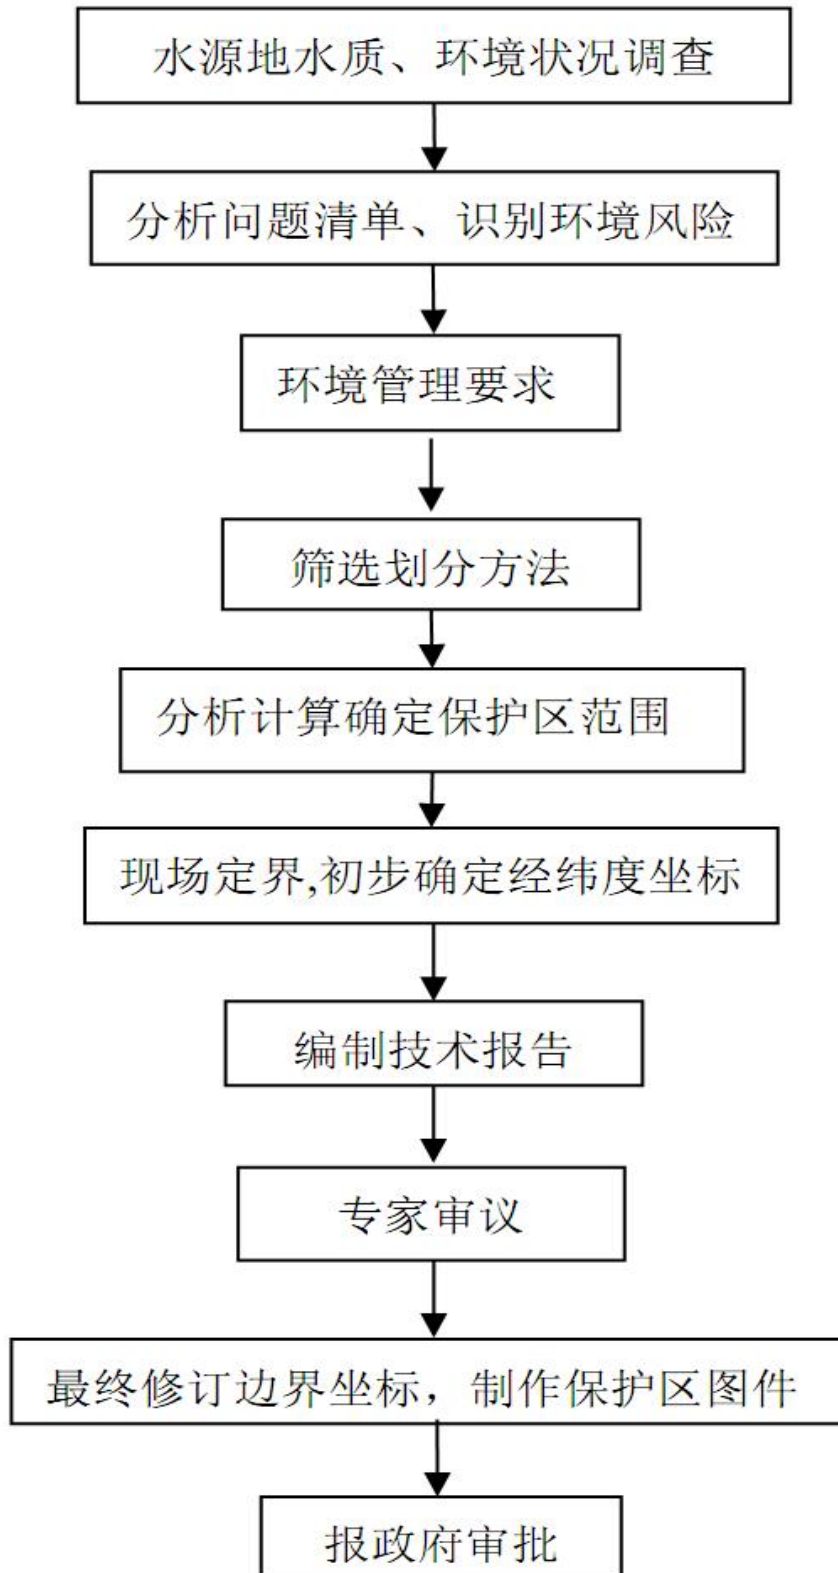 水源地水质、环境状况调查
分析问题清单、识别环境风险
环境管理要求
筛选划分方法
分析计算确定保护区范围
现场定界,初步确定经纬度坐标
编制技术报告
专家审议
最终修订边界坐标，制作保护区图件
报政府审批